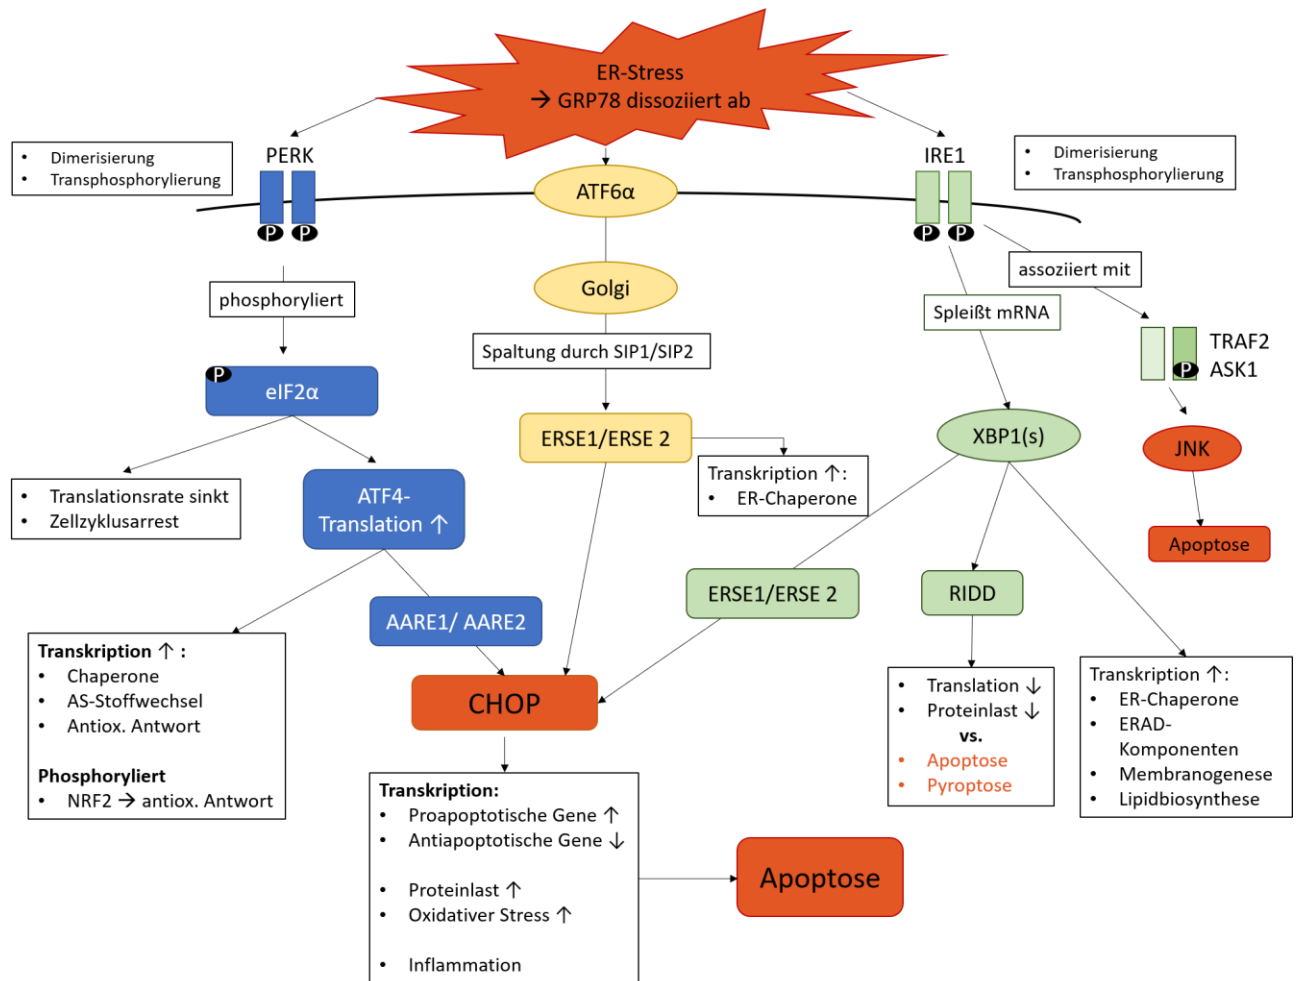 ER-Stress
→ GRP78 dissoziiert ab
• Dimerisierung
• Transphosphorylierung
PERK
P P
ATF6α
IRE1
P P
• Dimerisierung
• Transphosphorylierung
phosphoryliert
Golgi
assoziiert mit
Spleißt mRNA
Spaltung durch SIP1/SIP2
TRAF2
ASK1
P
P
eIF2α
ERSE1/ERSE 2
XBP1(s)
JNK
• Translationsrate sinkt
• Zellzyklusarrest
ATF4-
Translation ↑
Transkription ↑:
• ER-Chaperone
Apoptose
AARE1/ AARE2
ERSE1/ERSE 2
RIDD
Transkription ↑ :
• Chaperone
• AS-Stoffwechsel
• Antiox. Antwort
Phosphoryliert
• NRF2 → antiox. Antwort
CHOP
• Translation ↓
• Proteinlast ↓
vs.
• Apoptose
• Pyroptose
Transkription ↑:
• ER-Chaperone
• ERAD-
Komponenten
• Membranogenese
• Lipidbiosynthese
Transkription:
• Proapoptotische Gene ↑
• Antiapoptotische Gene ↓
• Proteinlast ↑
• Oxidativer Stress ↑
• Inflammation
Apoptose